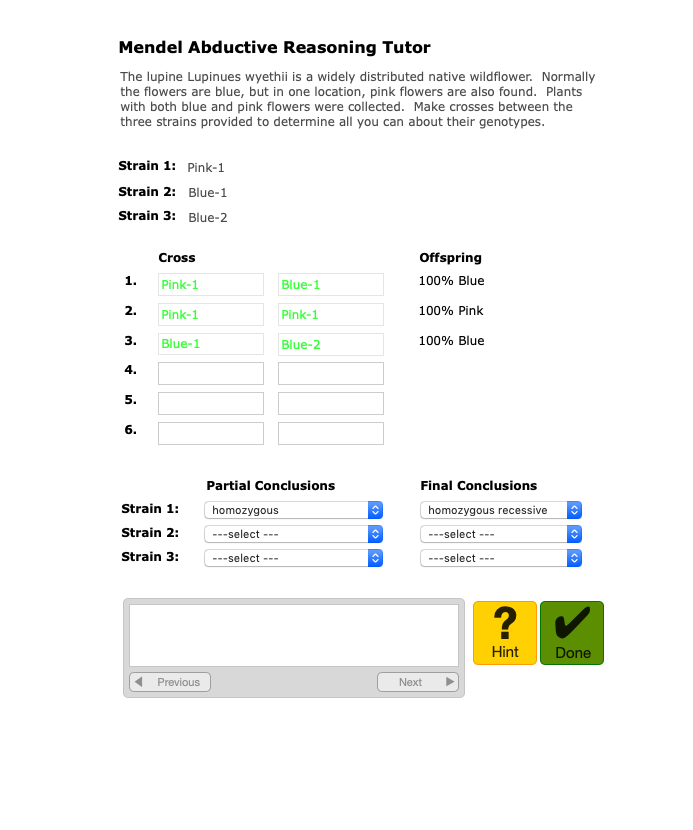 Mendel Abductive Reasoning Tutor
The lupine Lupinues wyethii is a widely distributed native wildflower. Normally
the flowers are blue, but in one location, pink flowers are also found. Plants
with both blue and pink flowers were collected. Make crosses between the
three strains provided to determine all you can about their genotypes.
Strain 1: Pink-1
Strain 2: Blue-1
Strain 3: Blue-2
Cross Offspring
1. Pink-1 Blue-1 100% Blue
2. Pink-1 Pink-1 100% Pink
3. Blue-1 Blue-2 100% Blue
4.
5.
6.
Partial Conclusions Final Conclusions
Strain 1: homozygous homozygous recessive
Strain 2: ---select --- ---select ---
Strain 3: ---select --- ---select ---
? Hint Done
Previous Next